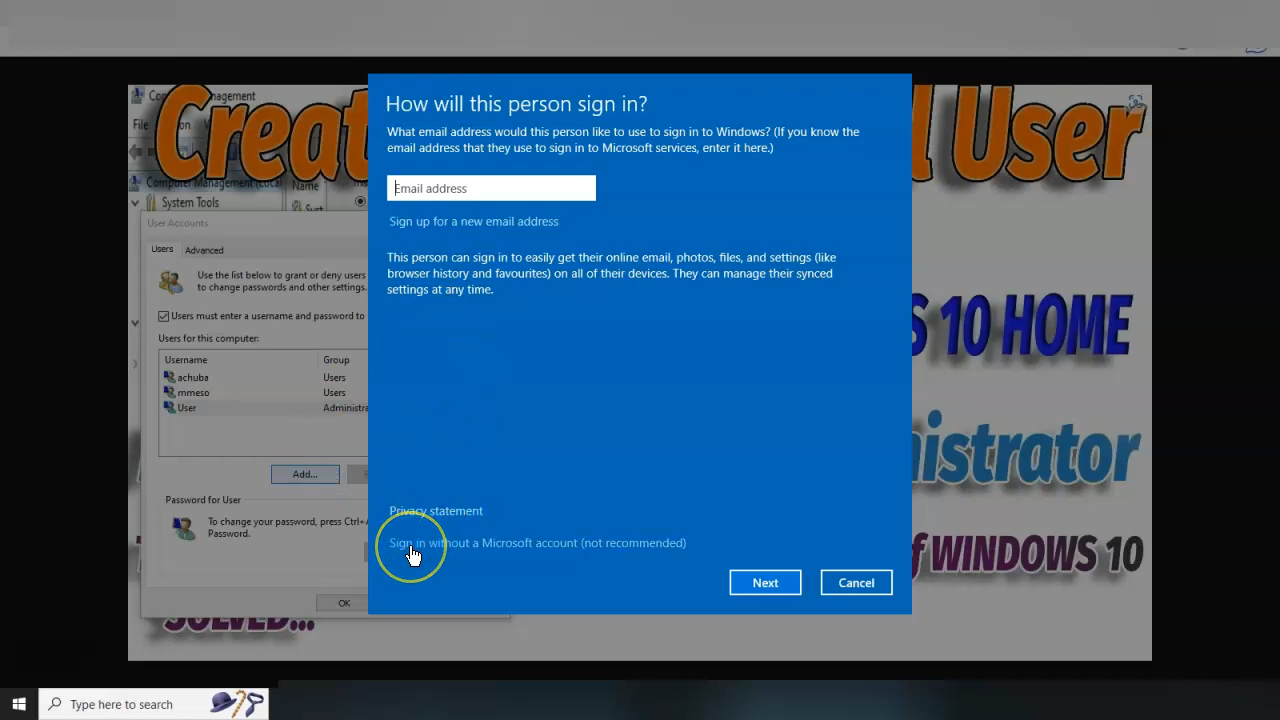 Creat
l User
Com
nagement
File
Computer Management (Local
Name
System Tools
User Accounts
Users
Advanced
Use the list below to grant or deny users
to change passwords and other settings.
Users must enter a username and password to
Users for this computer:
Username
Group
achuba
Users
mmeso
Users
User
Administra
Add...
Password for User
To change your password, press Ctrl+A
Password.
OK
SOLVED...
How will this person sign in?
What email address would this person like to use to sign in to Windows? (If you know the
email address that they use to sign in to Microsoft services, enter it here.)
Email address
Sign up for a new email address
This person can sign in to easily get their online email, photos, files, and settings (like
browser history and favourites) on all of their devices. They can manage their synced
settings at any time.
Privacy statement
Sign in without a Microsoft account (not recommended)
Next
Cancel
S 10 HOME
istrator
f WINDOWS 10
Type here to search